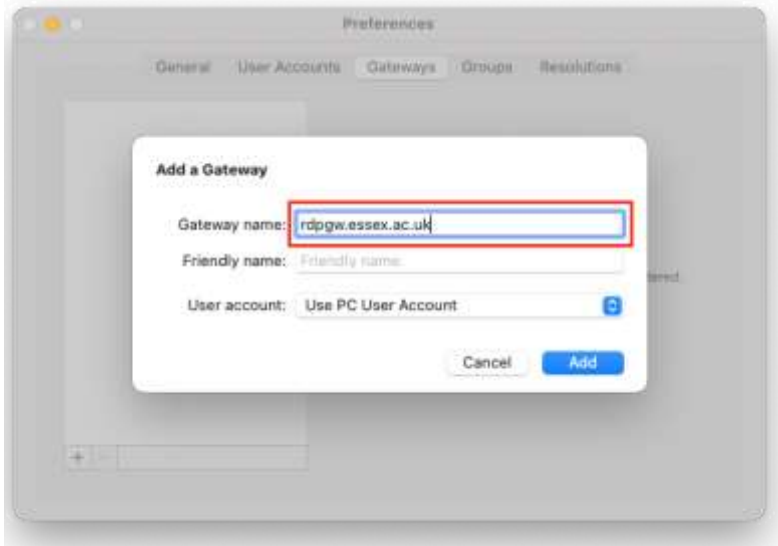 Preferences
General User Accounts Gateways Groups Resolutions
Add a Gateway
Gateway name: rdpgw.essex.ac.uk
Friendly name: Friendly name
User account: Use PC User Account
Cancel Add